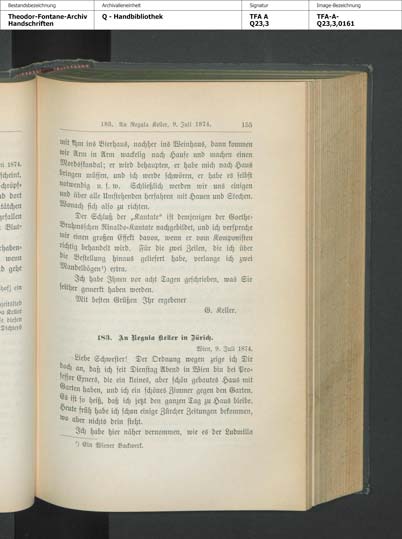 Bestandsbezeichnung
Archivalieneinheit
Signatur
Image-Bezeichnung
Theodor-Fontane-Archiv
Handschriften
Q - Handbibliothek
TFA A
Q23,3
TFA-A-
Q23,3,0161
183. An Regula Keller, 9. Juli 1874. 155
mit Ihm ins Bierhaus, nachher ins Weinhaus, dann kommen
wir Arm in Arm wackelig nach Hause und machen einen
Mordsskandal; er wird behaupten, er habe mich nach Haus
bringen müssen, und ich werde schwören, er habe es selbst
notwendig u. s. w. Schließlich werden wir uns einigen
und über alle Umstehenden herfahren mit Hauen und Stechen.
Wonach sich also zu richten.
Der Schluß der „Kantate“ ist demjenigen der Goethe-
Brahmsschen Rinaldo-Kantate nachgebildet, und ich verspreche
mir einen großen Effekt davon, wenn er vom Komponisten
richtig behandelt wird. Für die zwei Zeilen, die ich über
die Bestellung hinaus geliefert habe, verlange ich zwei
Mandelbögen¹) extra.
Ich habe Ihnen vor acht Tagen geschrieben, was Sie
seither gemerkt haben werden.
Mit besten Grüßen Ihr ergebener
G. Keller.
183. An Regula Keller in Zürich.
Wien, 9. Juli 1874.
Liebe Schwester! Der Ordnung wegen zeige ich Dir
doch an, daß ich seit Dienstag Abend in Wien bin bei Pro-
fessor Exners, die ein kleines, aber schön gebautes Haus mit
Garten haben, und ich ein schönes Zimmer gegen den Garten.
Es ist so heiß, daß ich jetzt den ganzen Tag zu Haus bleibe.
Heute früh habe ich schon einige Zürcher Zeitungen bekommen,
wo aber nichts drin steht.
Ich habe hier näher vernommen, wie es der Ludmilla
¹) Ein Wiener Backwerk.